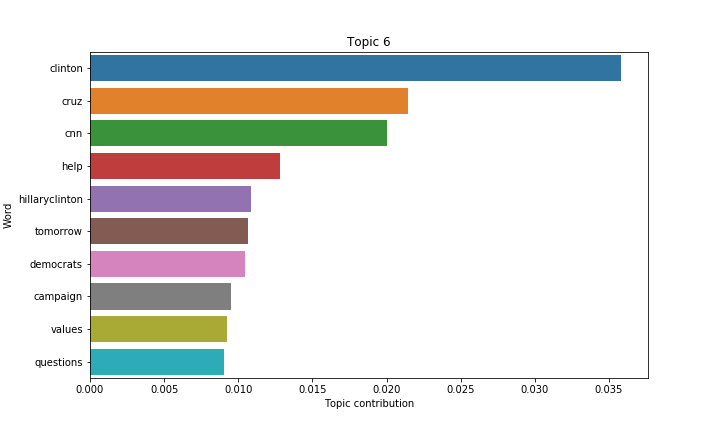 Topic 6
clinton
cruz
cnn
help
hillaryclinton
tomorrow
democrats
campaign
values
questions
Word
0.000 0.005 0.010 0.015 0.020 0.025 0.030 0.035
Topic contribution